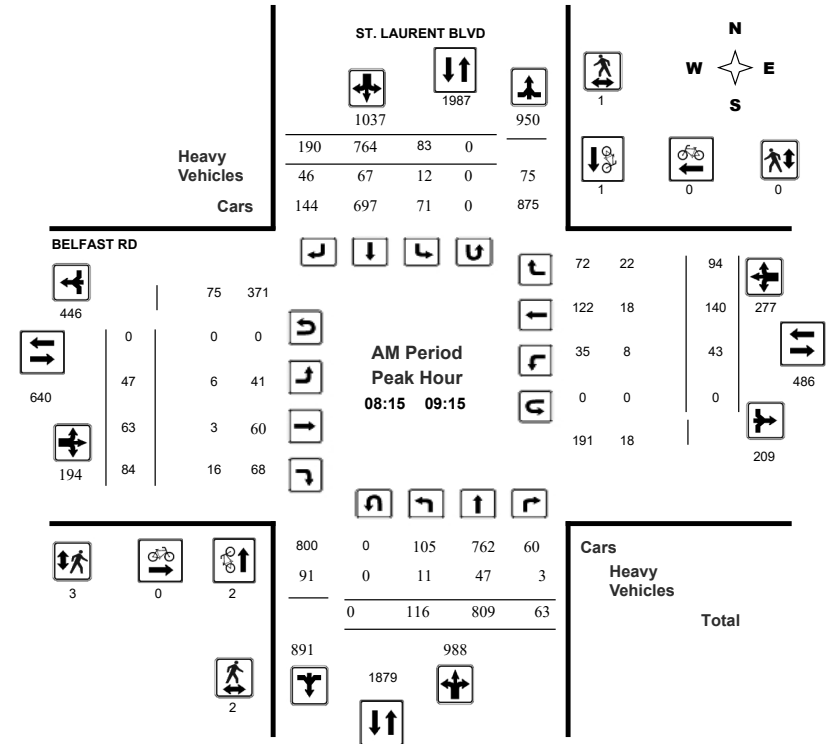 ST. LAURENT BLVD
N
W E
S
1037 1987 950 1
190 764 83 0
Heavy
Vehicles 46 67 12 0 75
Cars 144 697 71 0 875
1 0 0
BELFAST RD
446 75 371
0 0 0
640
47 6 41
63 3 60
194 84 16 68
AM Period
Peak Hour
08:15 09:15
72 22 94
122 18 140 277
35 8 43
486
0 0 0
191 18 209
3 0 2
800 0 105 762 60 Cars
91 0 11 47 3 Heavy
Vehicles
0 116 809 63 Total
891 988
1879
2